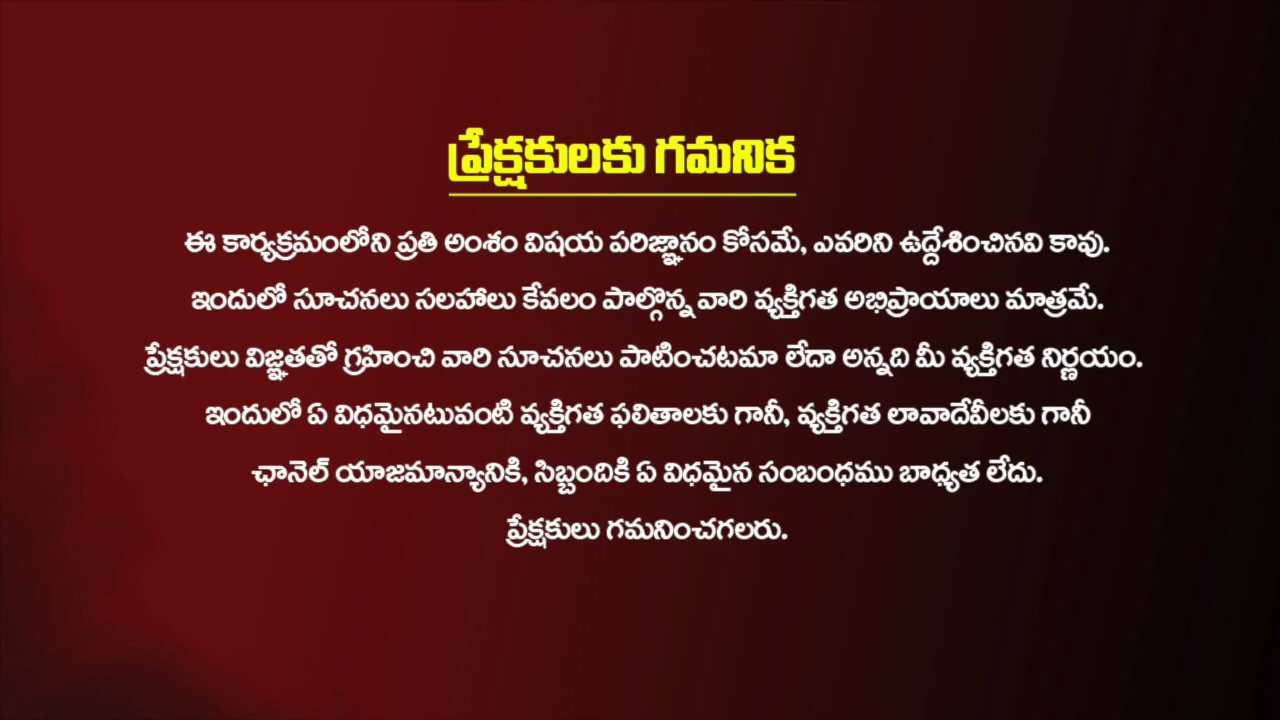 ప్రేక్షకులకు గమనిక
ఈ కార్యక్రమంలోని ప్రతి అంశం విషయ పరిజ్ఞానం కోసమే, ఎవరిని ఉద్దేశించినవి కావు.
ఇందులో సూచనలు సలహాలు కేవలం పాల్గొన్న వారి వ్యక్తిగత అభిప్రాయాలు మాత్రమే.
ప్రేక్షకులు విజ్ఞతతో గ్రహించి వారి సూచనలు పాటించటమా లేదా అన్నది మీ వ్యక్తిగత నిర్ణయం.
ఇందులో ఏ విధమైనటువంటి వ్యక్తిగత ఫలితాలకు గానీ, వ్యక్తిగత లావాదేవీలకు గానీ
ఛానెల్ యాజమాన్యానికి, సిబ్బందికి ఏ విధమైన సంబంధము బాధ్యత లేదు.
ప్రేక్షకులు గమనించగలరు.